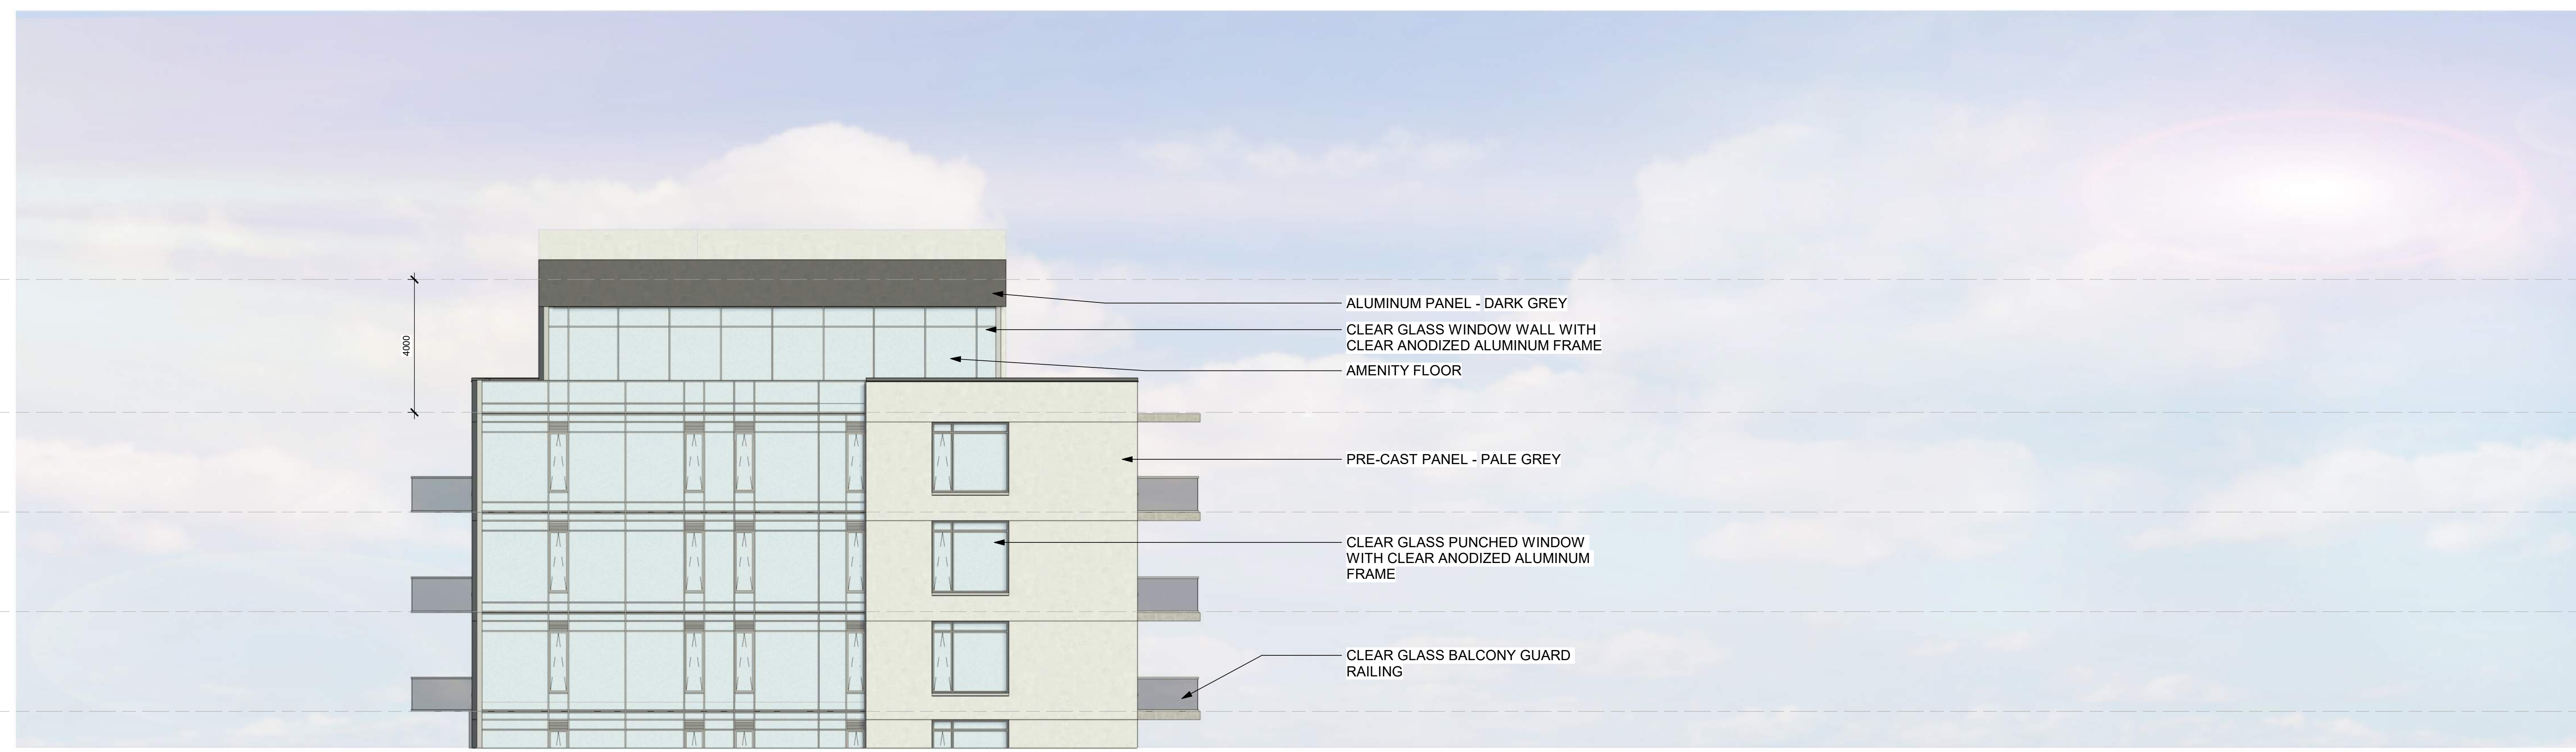 ALUMINUM PANEL - DARK GREY
4000
CLEAR GLASS WINDOW WALL WITH
CLEAR ANODIZED ALUMINUM FRAME
AMENITY FLOOR
PRE-CAST PANEL - PALE GREY
CLEAR GLASS PUNCHED WINDOW
WITH CLEAR ANODIZED ALUMINUM
FRAME
CLEAR GLASS BALCONY GUARD
RAILING